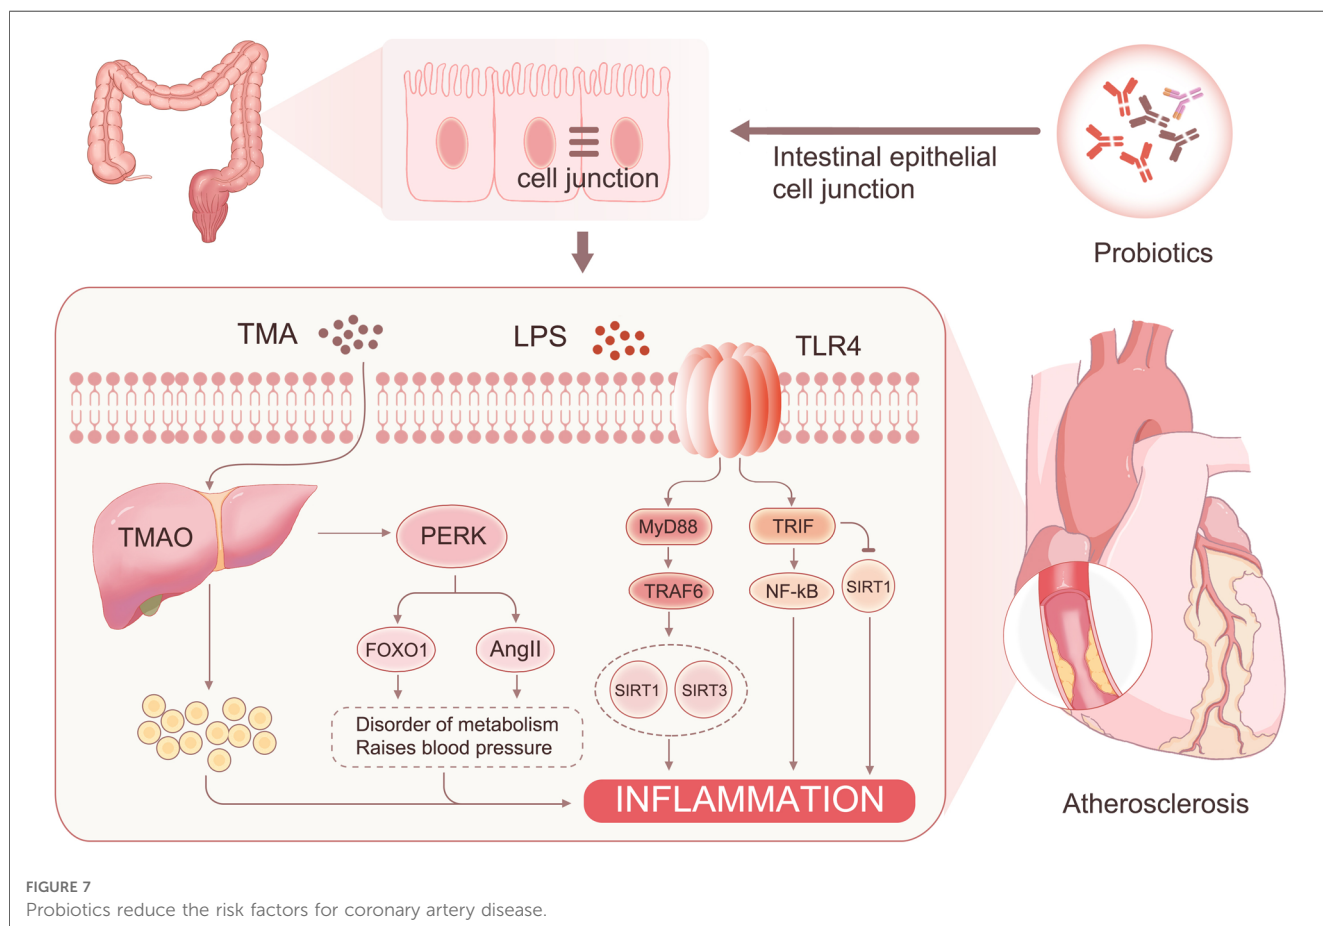 cell junction
Intestinal epithelial
cell junction
Probiotics
TMA
LPS
TLR4
TMAO
PERK
MyD88
TRIF
TRAF6
NF-kB
SIRT1
FOXO1
AngII
SIRT1
SIRT3
Disorder of metabolism
Raises blood pressure
INFLAMMATION
Atherosclerosis
FIGURE 7
Probiotics reduce the risk factors for coronary artery disease.